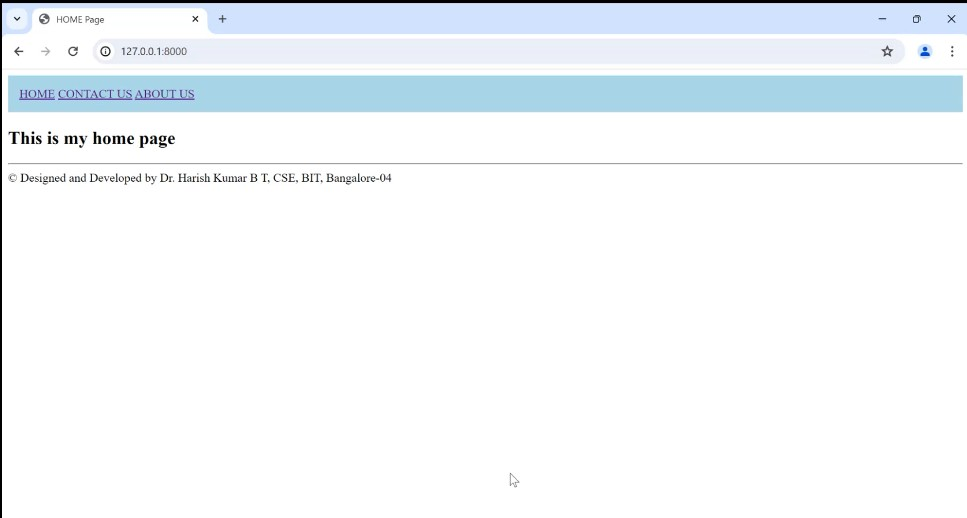 HOME Page
127.0.0.1:8000
HOME CONTACT US ABOUT US
This is my home page
© Designed and Developed by Dr. Harish Kumar B T, CSE, BIT, Bangalore-04